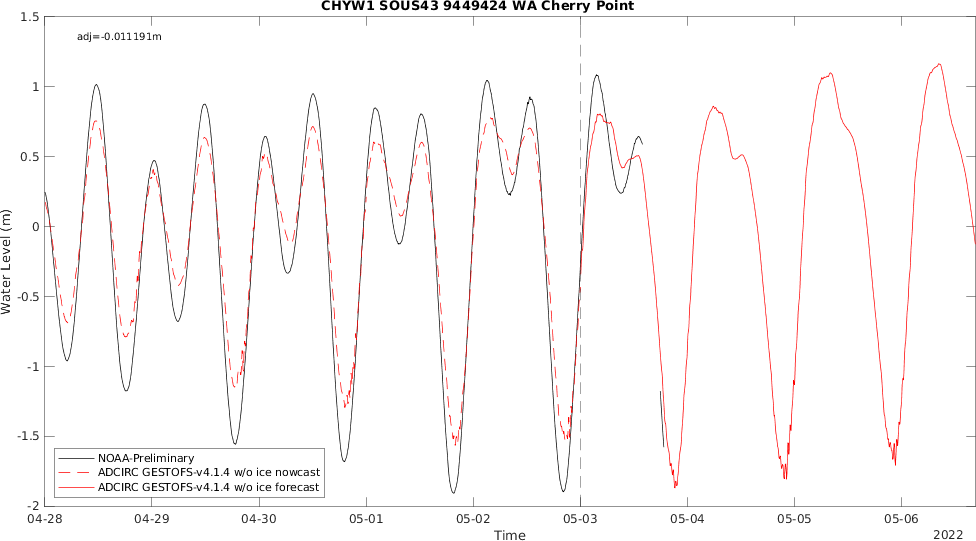 CHYW1 SOUS43 9449424 WA Cherry Point
adj=-0.011191m
1.5
1
0.5
0
-0.5
-1
-1.5
-2
Water Level (m)
NOAA-Preliminary
ADCIRC GESTOFS-v4.1.4 w/o ice nowcast
ADCIRC GESTOFS-v4.1.4 w/o ice forecast
04-28 04-29 04-30 05-01 05-02 05-03 05-04 05-05 05-06
Time
2022